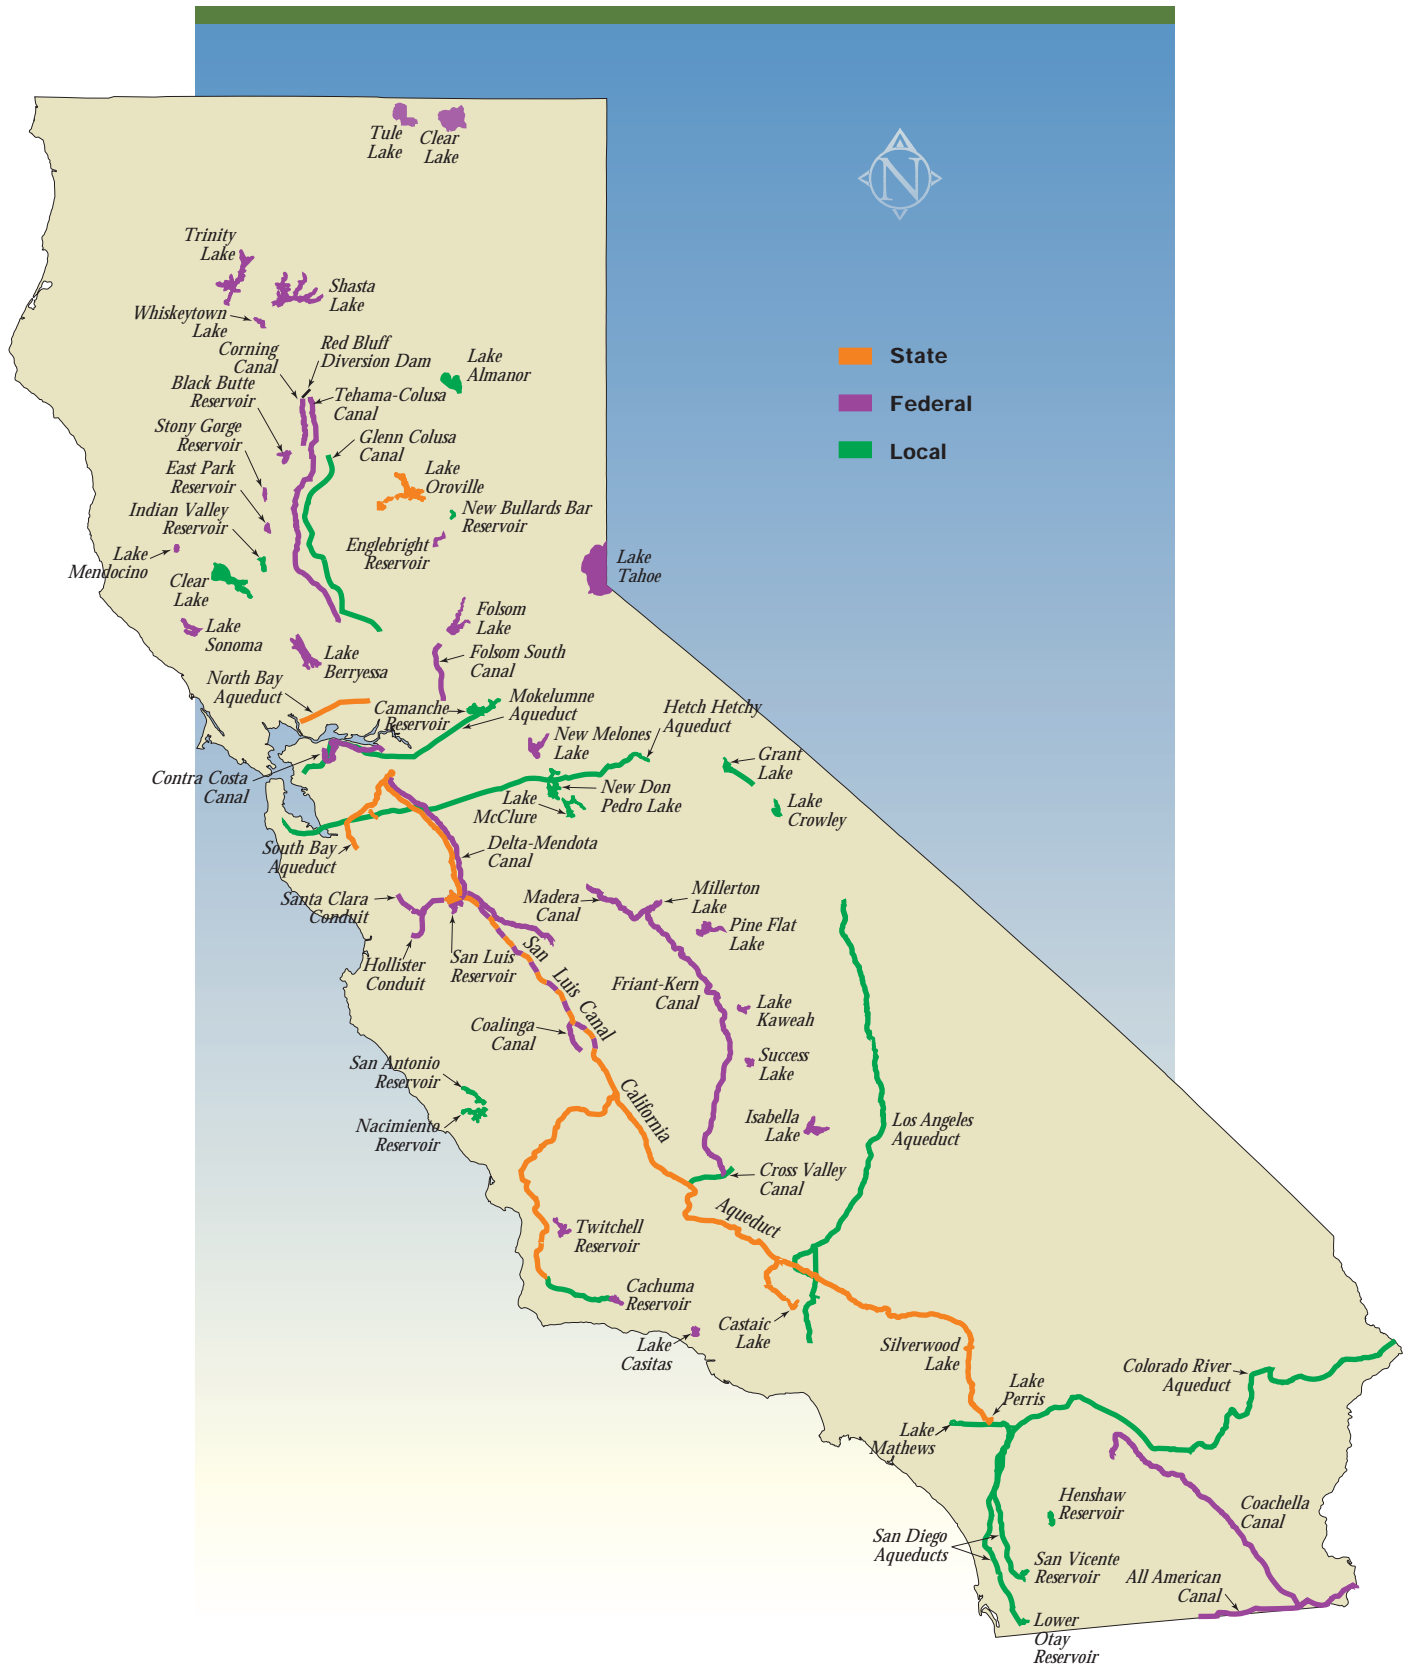 Tule
Lake
Clear
Lake
N
Trinity
Lake
Shasta
Lake
Whiskeytown
Lake
State
Federal
Local
Corning
Canal
Red Bluff
Diversion Dam
Lake
Almanor
Black Butte
Reservoir
Tehama-Colusa
Canal
Stony Gorge
Reservoir
Glenn Colusa
Canal
East Park
Reservoir
Lake
Oroville
Indian Valley
Reservoir
New Bullards Bar
Reservoir
Lake
Mendocino
Englebright
Reservoir
Lake
Tahoe
Clear
Lake
Lake
Sonoma
Folsom
Lake
Lake
Berryessa
Folsom South
Canal
North Bay
Aqueduct
Camanche
Reservoir
Mokelumne
Aqueduct
Hetch Hetchy
Aqueduct
New Melones
Lake
Grant
Lake
Contra Costa
Canal
New Don
Pedro Lake
Lake
McClure
Lake
Crowley
South Bay
Aqueduct
Delta-Mendota
Canal
Santa Clara
Conduit
Madera
Canal
Millerton
Lake
Pine Flat
Lake
Hollister
Conduit
San Luis
Reservoir
San Luis Canal
Friant-Kern
Canal
Lake
Kaweah
Coalinga
Canal
Success
Lake
San Antonio
Reservoir
California
Nacimiento
Reservoir
Isabella
Lake
Los Angeles
Aqueduct
Cross Valley
Canal
Aqueduct
Twitchell
Reservoir
Cachuma
Reservoir
Castaic
Lake
Lake
Casitas
Silverwood
Lake
Lake
Perris
Colorado River
Aqueduct
Lake
Mathews
Henshaw
Reservoir
Coachella
Canal
San Diego
Aqueducts
San Vicente
Reservoir
All American
Canal
Lower
Otay
Reservoir